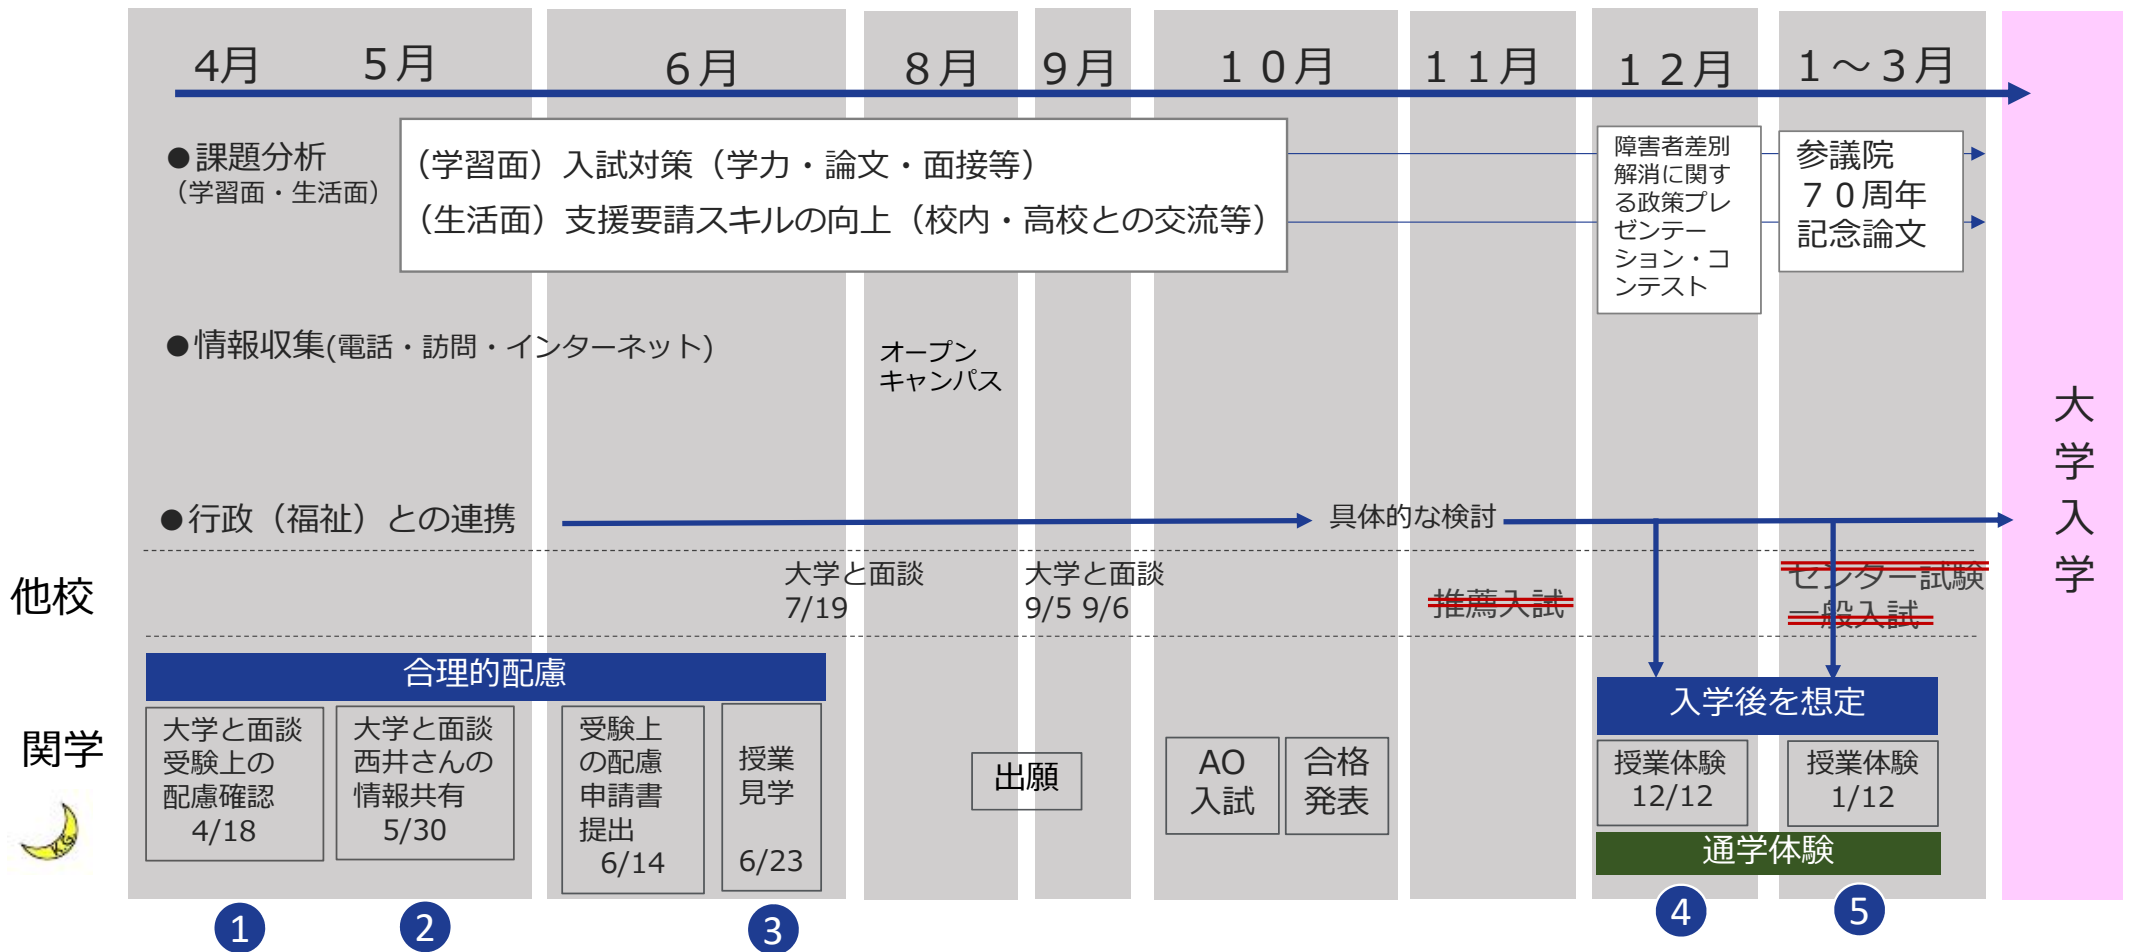 4月
５月
６月
８月
９月
１０月
１１月
１２月
１～３月
●課題分析
（学習面・生活面）
（学習面）入試対策（学力・論文・面接等）
（生活面）支援要請スキルの向上（校内・高校との交流等）
障害者差別
解消に関す
る政策プレ
ゼンテー
ション・コ
ンテスト
参議院
７０周年
記念論文
●情報収集(電話・訪問・インターネット)
オープン
キャンパス
●行政（福祉）との連携
具体的な検討
大学入学
他校
大学と面談
7/19
大学と面談
9/5 9/6
推薦入試
センター試験
一般入試
合理的配慮
入学後を想定
関学
大学と面談
受験上の
配慮確認
4/18
大学と面談
西井さんの
情報共有
5/30
受験上
の配慮
申請書
提出
6/14
授業
見学
6/23
出願
AO
入試
合格
発表
授業体験
12/12
授業体験
1/12
通学体験
KG
1
2
3
4
5